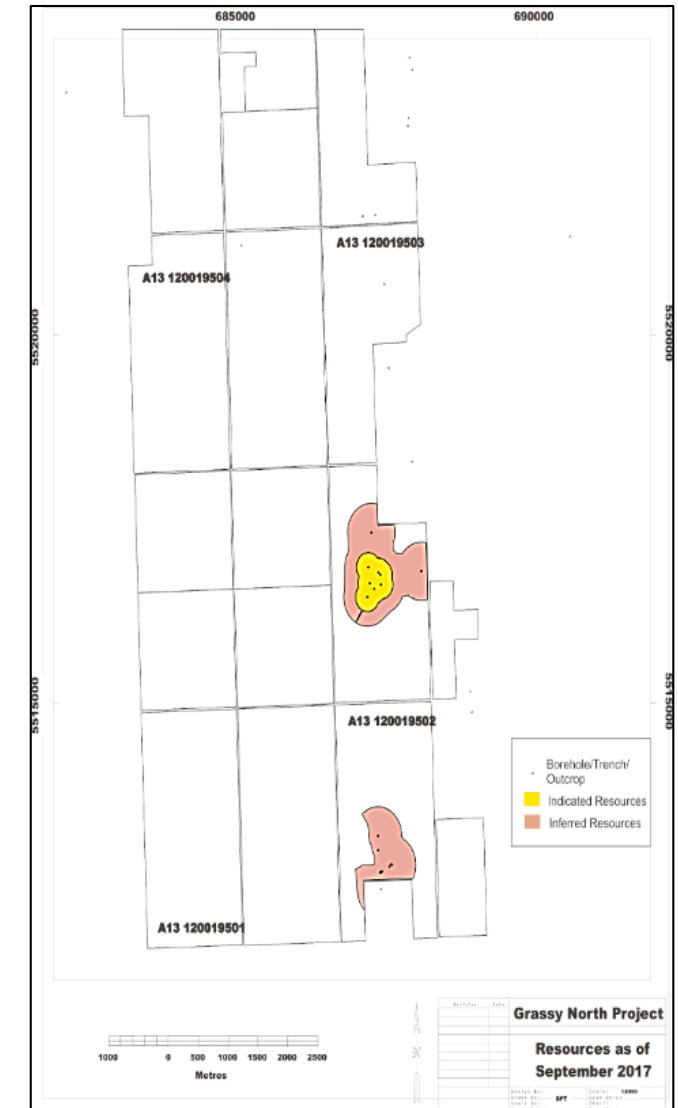 685000 690000
A13 120019503
A13 120019504
5520000 5520000
5515000 5515000
A13 120019502
Borehole/Trench/
Outcrop
Indicated Resources
Inferred Resources
A13 120019501
1000 0 500 1000 1500 2000 2500
Metres
Grassy North Project
Resources as of
September 2017